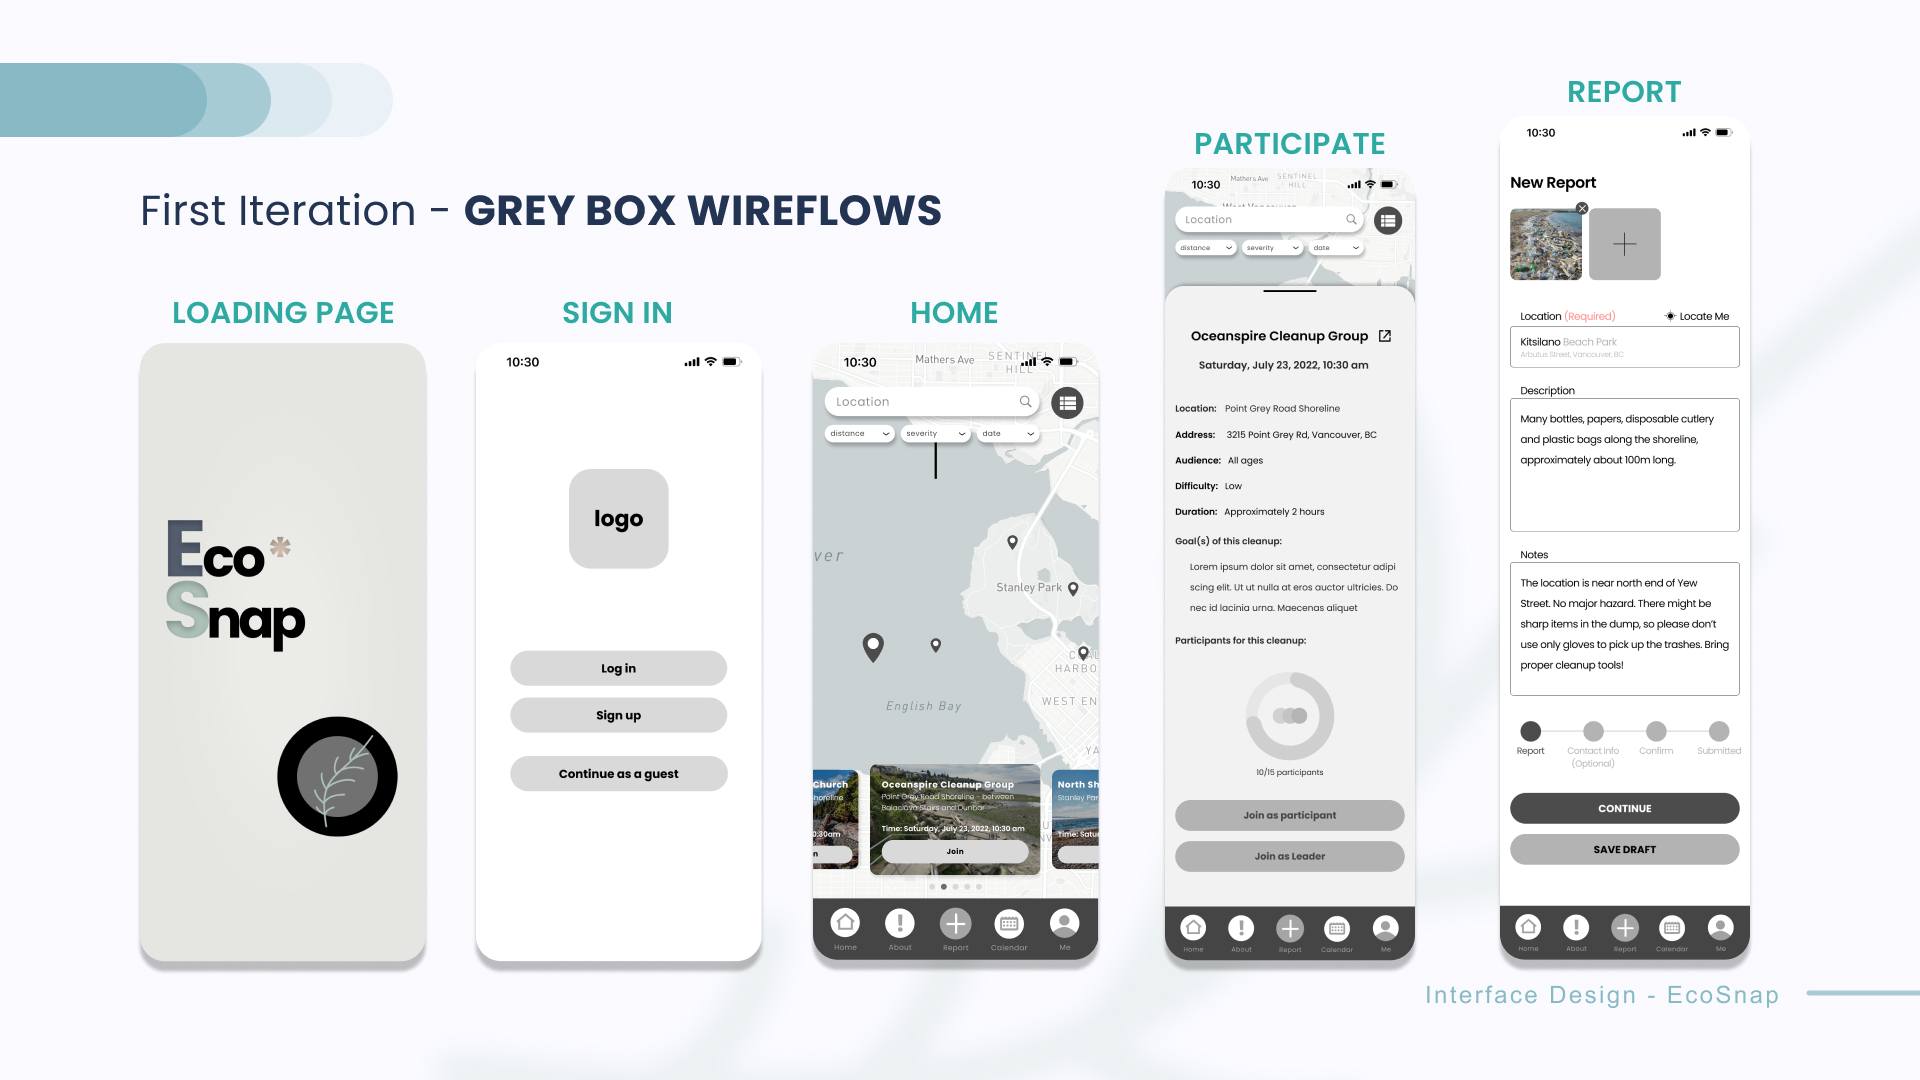 First Iteration - GREY BOX WIREFLOWS
LOADING PAGE
Eco*
Snap
SIGN IN
10:30
logo
Log in
Sign up
Continue as a guest
HOME
10:30
Mathers Ave
SENTINEL
HILL
Location
distance
severity
date
ver
Stanley Park
HARBO
English Bay
WEST EN
YA
Church
horeline
0:30am
n
Oceanspire Cleanup Group
Point Grey Road Shoreline - between
Balaclava Stairs and Dunbar
Time: Saturday, July 23, 2022, 10:30 am
Join
North Sh
Stanley Par
Time: Satu
Home
About
Report
Calendar
Me
PARTICIPATE
10:30
Mathers Ave
SENTINEL
HILL
West Vancouver
Location
distance
severity
date
Oceanspire Cleanup Group
Saturday, July 23, 2022, 10:30 am
Location: Point Grey Road Shoreline
Address: 3215 Point Grey Rd, Vancouver, BC
Audience: All ages
Difficulty: Low
Duration: Approximately 2 hours
Goal(s) of this cleanup:
Lorem ipsum dolor sit amet, consectetur adipi
scing elit. Ut ut nulla at eros auctor ultricies. Do
nec id lacinia urna. Maecenas aliquet
Participants for this cleanup:
10/15 participants
Join as participant
Join as Leader
Home
About
Report
Calendar
Me
REPORT
10:30
New Report
Location (Required)
Locate Me
Kitsilano Beach Park
Arbutus Street, Vancouver, BC
Description
Many bottles, papers, disposable cutlery
and plastic bags along the shoreline,
approximately about 100m long.
Notes
The location is near north end of Yew
Street. No major hazard. There might be
sharp items in the dump, so please don't
use only gloves to pick up the trashes. Bring
proper cleanup tools!
Report
Contact Info
(Optional)
Confirm
Submitted
CONTINUE
SAVE DRAFT
Home
About
Report
Calendar
Me
Interface Design - EcoSnap